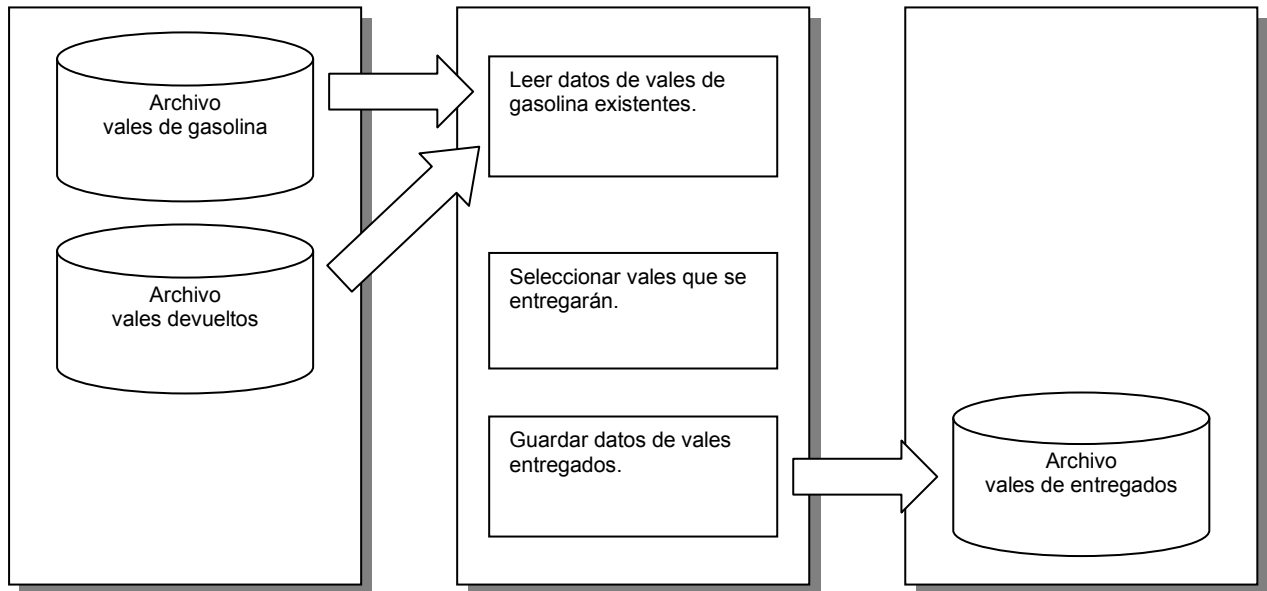 Archivo
vales de gasolina
Archivo
vales devueltos
Leer datos de vales de
gasolina existentes.
Seleccionar vales que se
entregarán.
Guardar datos de vales
entregados.
Archivo
vales de entregados